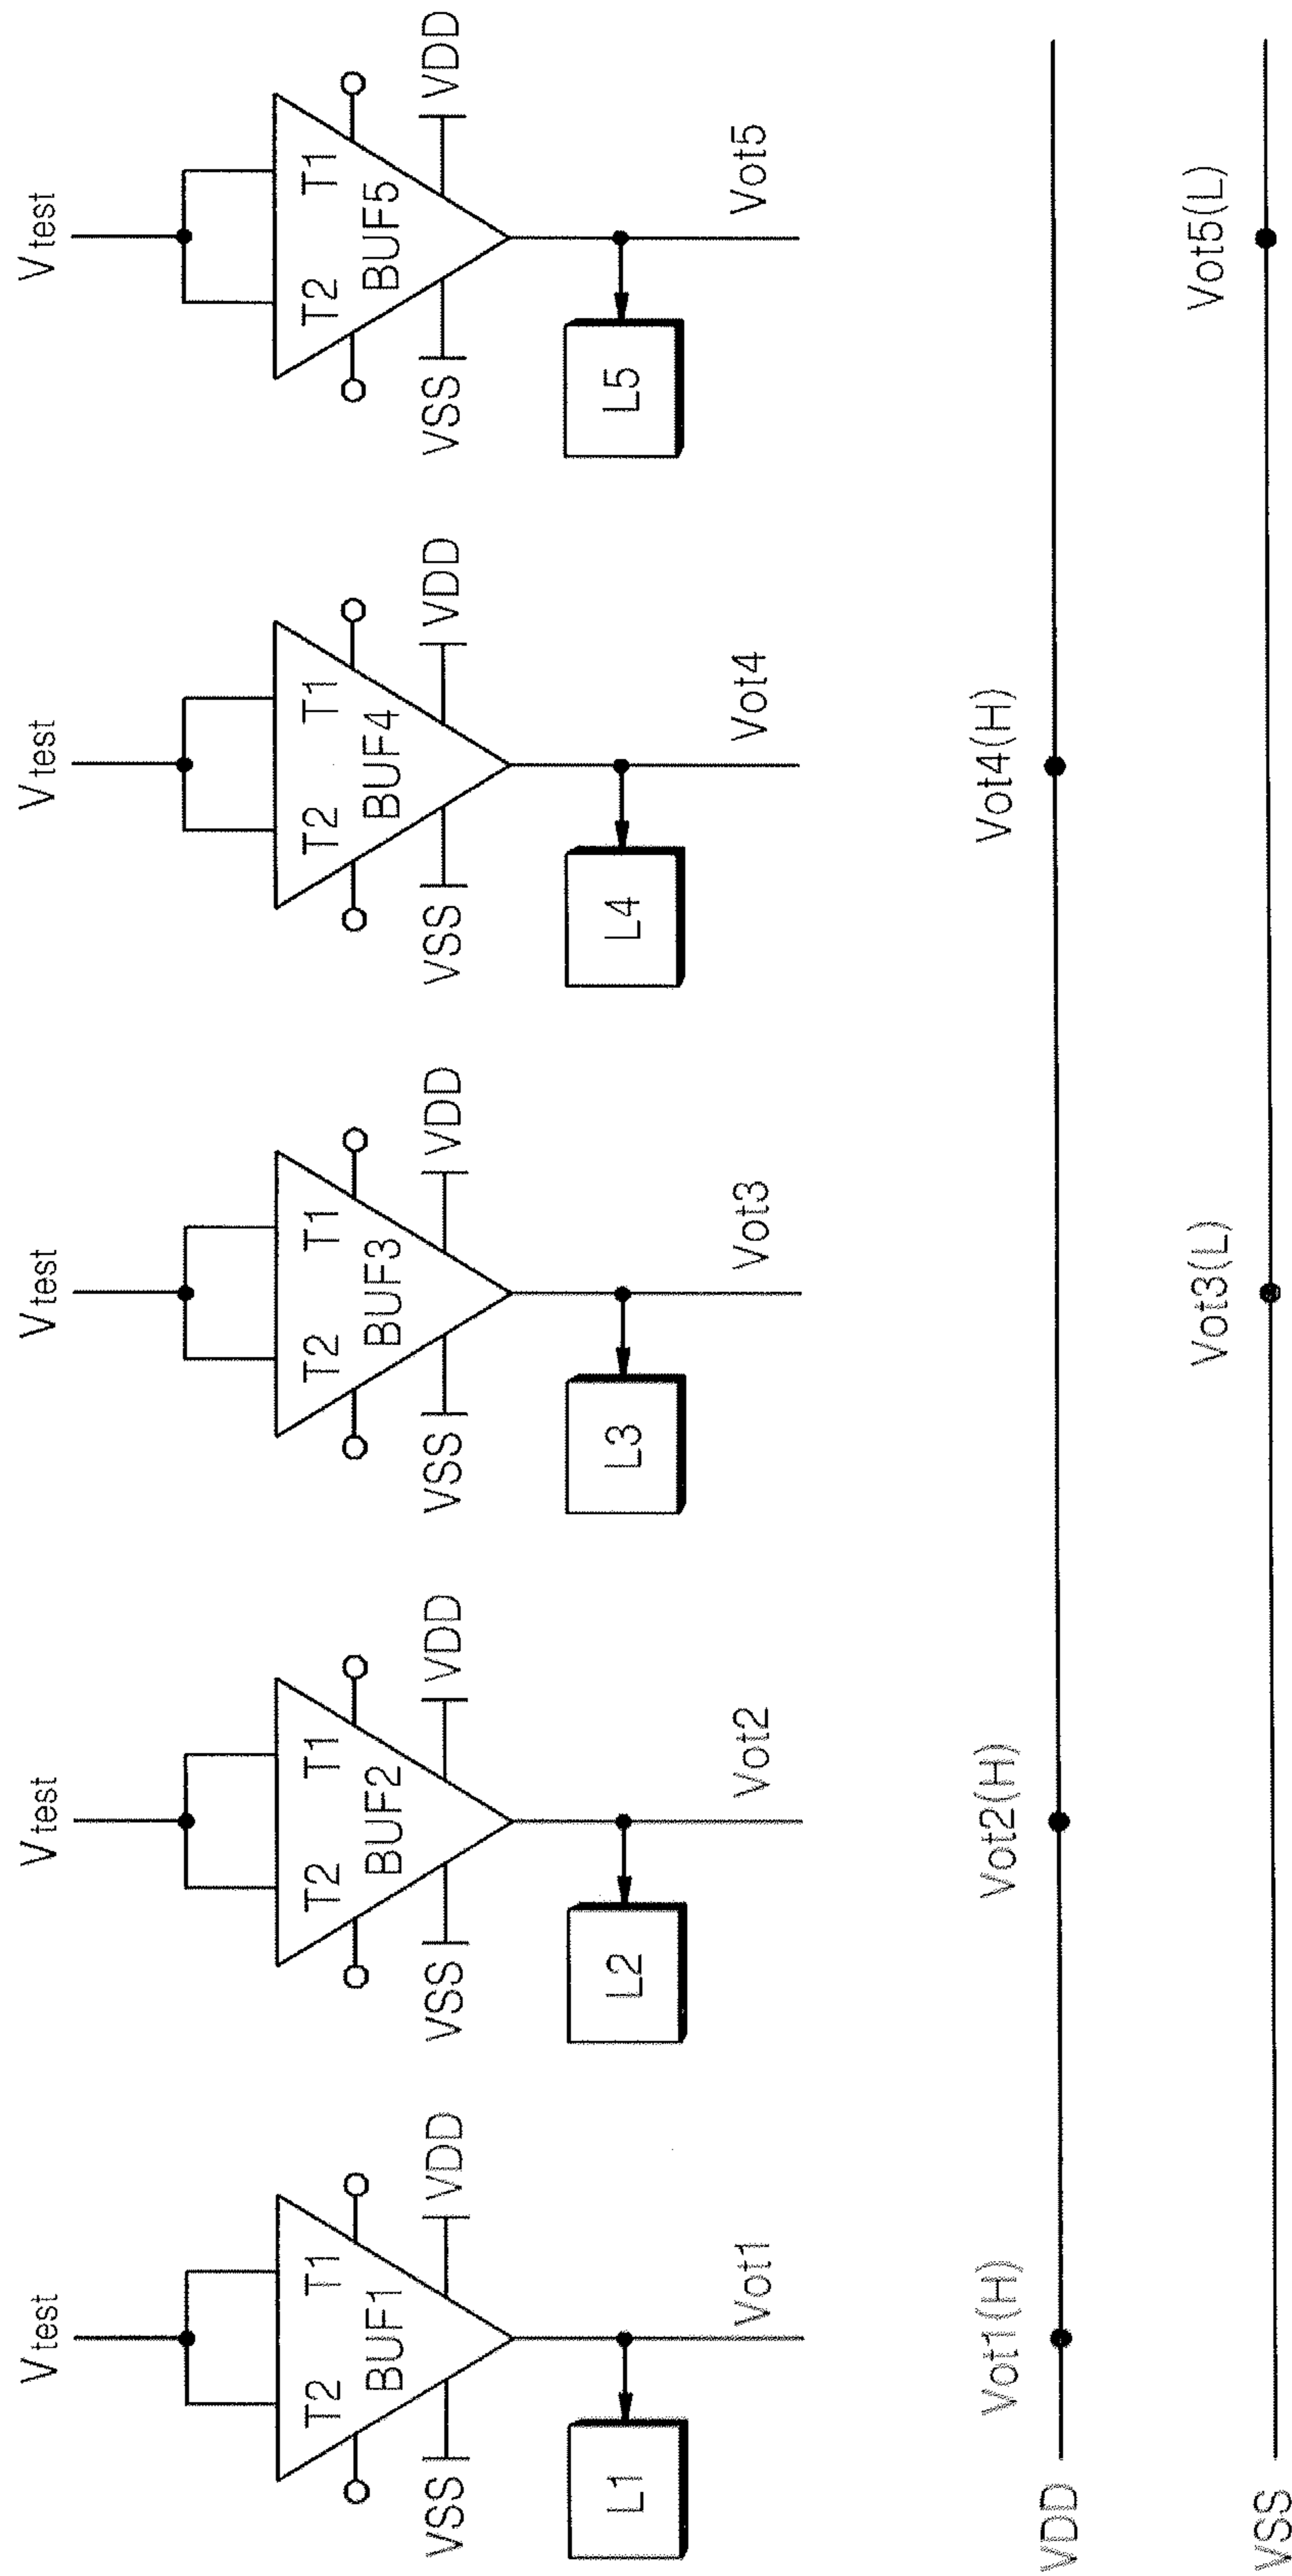 Vtest Vtest Vtest Vtest Vtest
T2 T1 T2 T1 T2 T1 T2 T1 T2 T1
BUF1 BUF2 BUF3 BUF4 BUF5
VSS VDD VSS VDD VSS VDD VSS VDD VSS VDD
L1 L2 L3 L4 L5
Vot1 Vot2 Vot3 Vot4 Vot5
Vot1(H) Vot2(H) Vot4(H)
VDD
Vot3(L) Vot5(L)
VSS